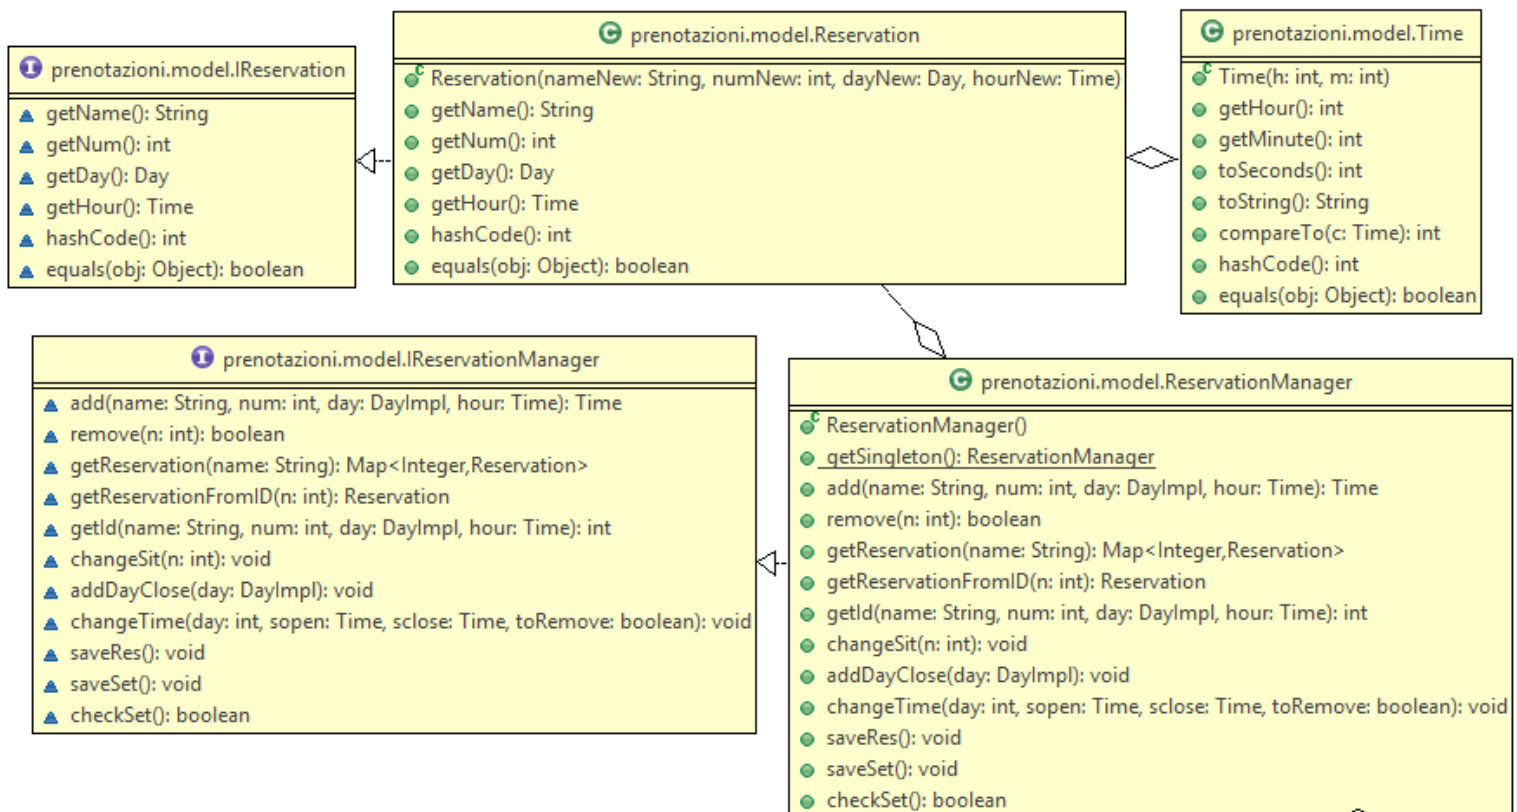 prenotazioni.model.IReservation
getName(): String
getNum(): int
getDay(): Day
getHour(): Time
hashCode(): int
equals(obj: Object): boolean
prenotazioni.model.Reservation
Reservation(nameNew: String, numNew: int, dayNew: Day, hourNew: Time)
getName(): String
getNum(): int
getDay(): Day
getHour(): Time
hashCode(): int
equals(obj: Object): boolean
prenotazioni.model.Time
Time(h: int, m: int)
getHour(): int
getMinute(): int
toSeconds(): int
toString(): String
compareTo(c: Time): int
hashCode(): int
equals(obj: Object): boolean
prenotazioni.model.IReservationManager
add(name: String, num: int, day: DayImpl, hour: Time): Time
remove(n: int): boolean
getReservation(name: String): Map<Integer,Reservation>
getReservationFromID(n: int): Reservation
getId(name: String, num: int, day: DayImpl, hour: Time): int
changeSit(n: int): void
addDayClose(day: DayImpl): void
changeTime(day: int, sopen: Time, sclose: Time, toRemove: boolean): void
saveRes(): void
saveSet(): void
checkSet(): boolean
prenotazioni.model.ReservationManager
ReservationManager()
getSingleton(): ReservationManager
add(name: String, num: int, day: DayImpl, hour: Time): Time
remove(n: int): boolean
getReservation(name: String): Map<Integer,Reservation>
getReservationFromID(n: int): Reservation
getId(name: String, num: int, day: DayImpl, hour: Time): int
changeSit(n: int): void
addDayClose(day: DayImpl): void
changeTime(day: int, sopen: Time, sclose: Time, toRemove: boolean): void
saveRes(): void
saveSet(): void
checkSet(): boolean